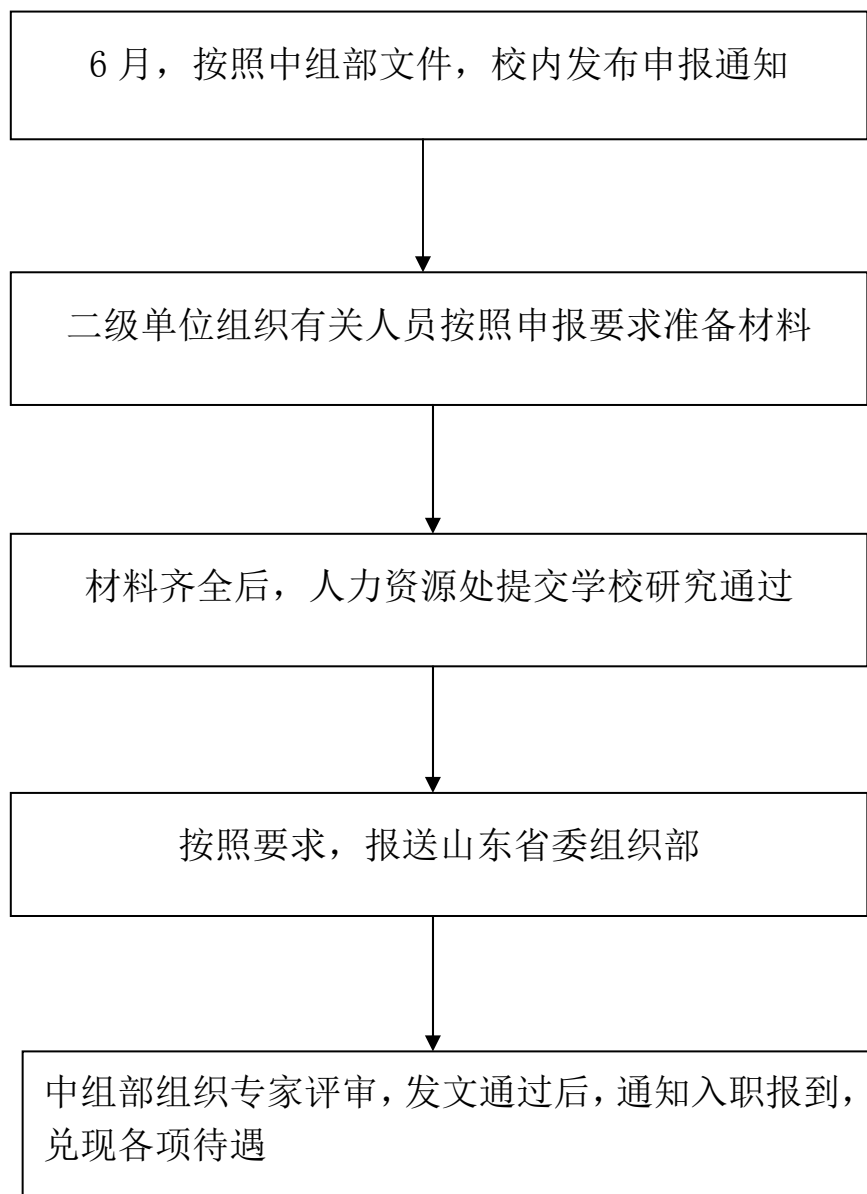 6 月，按照中组部文件，校内发布申报通知
二级单位组织有关人员按照申报要求准备材料
材料齐全后，人力资源处提交学校研究通过
按照要求，报送山东省委组织部
中组部组织专家评审，发文通过后，通知入职报到，
兑现各项待遇